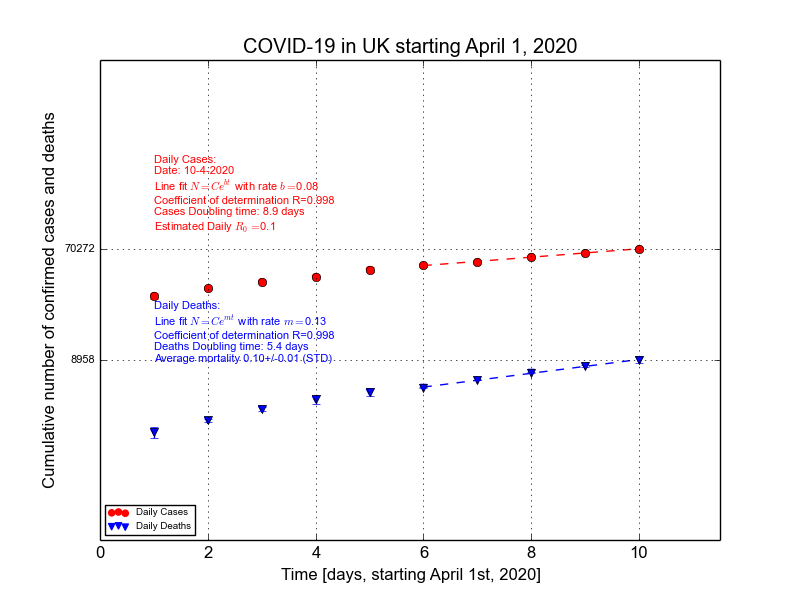 COVID-19 in UK starting April 1, 2020
Cumulative number of confirmed cases and deaths
70272
8958
Daily Cases:
Date: 10-4-2020
Line fit N = Ce^{bt} with rate b =0.08
Coefficient of determination R=0.998
Cases Doubling time: 8.9 days
Estimated Daily R_0 =0.1
Daily Deaths:
Line fit N = Ce^{mt} with rate m =0.13
Coefficient of determination R=0.998
Deaths Doubling time: 5.4 days
Average mortality 0.10+/-0.01 (STD)
Daily Cases
Daily Deaths
0 2 4 6 8 10
Time [days, starting April 1st, 2020]